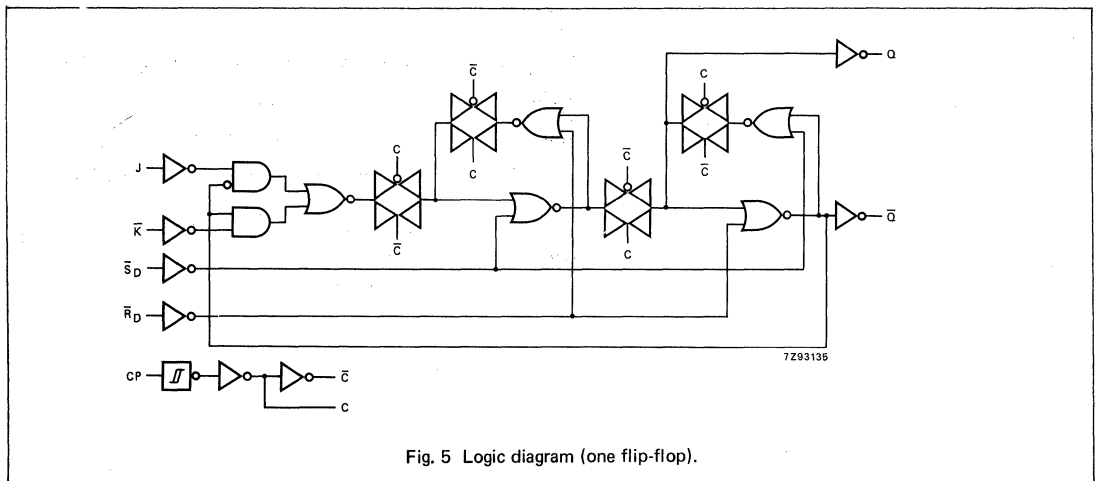 Q
C̅
C
J
C
C̅
C
C̅
C̅
K̅
C̅
C
Q̅
S̅D
R̅D
7Z93135
CP
C̅
C
Fig. 5 Logic diagram (one flip-flop).